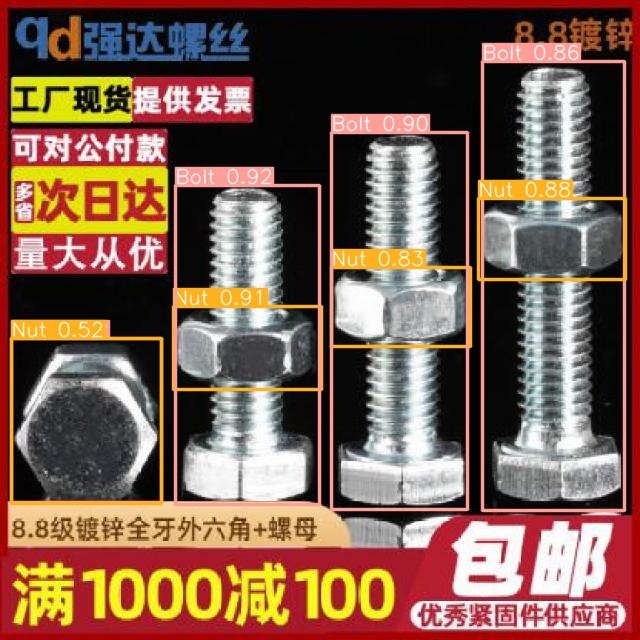 qd强达螺丝
8.8镀锌
工厂现货提供发票
可对公付款
多省次日达
量大从优
Bolt 0.86
Bolt 0.90
Bolt 0.92
Nut 0.88
Nut 0.83
Nut 0.91
Nut 0.52
8.8级镀锌全牙外六角+螺母
满1000减100
包邮
优秀紧固件供应商